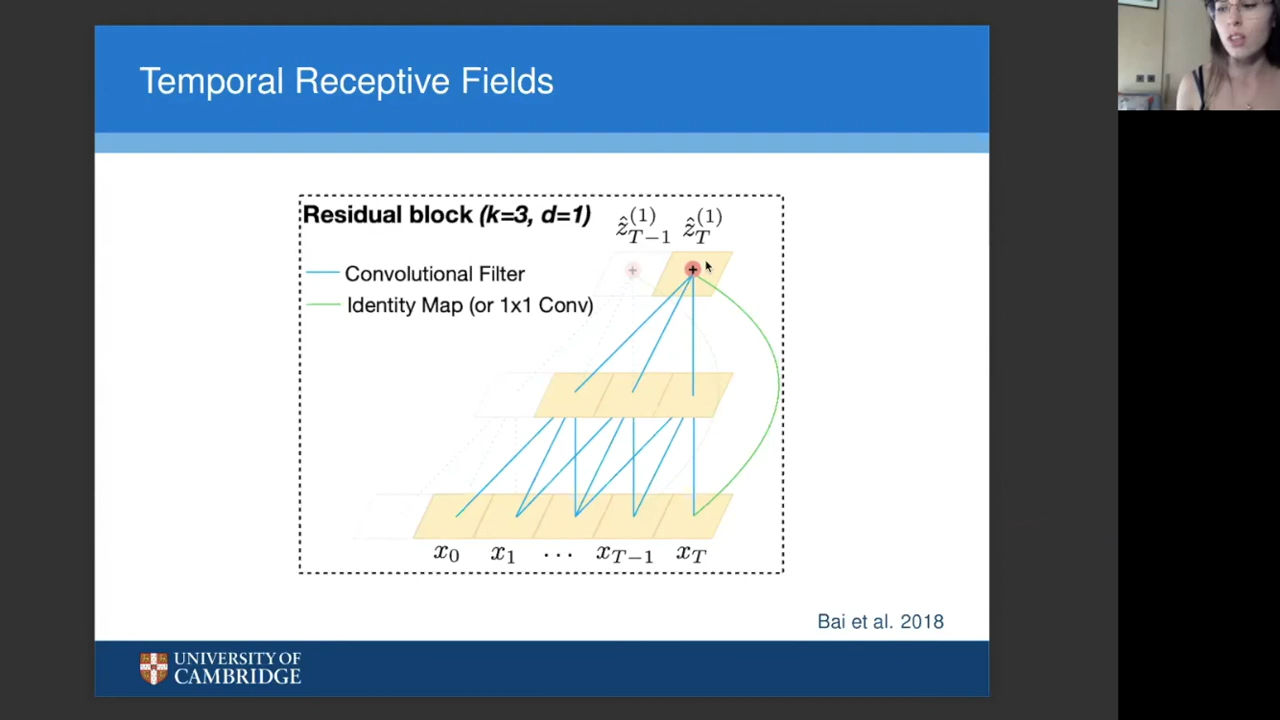 Temporal Receptive Fields
Residual block (k=3, d=1)
ẑ_{T−1}^{(1)} ẑ_T^{(1)}
Convolutional Filter
Identity Map (or 1x1 Conv)
+ +
x_0 x_1 ... x_{T−1} x_T
Bai et al. 2018
UNIVERSITY OF
CAMBRIDGE